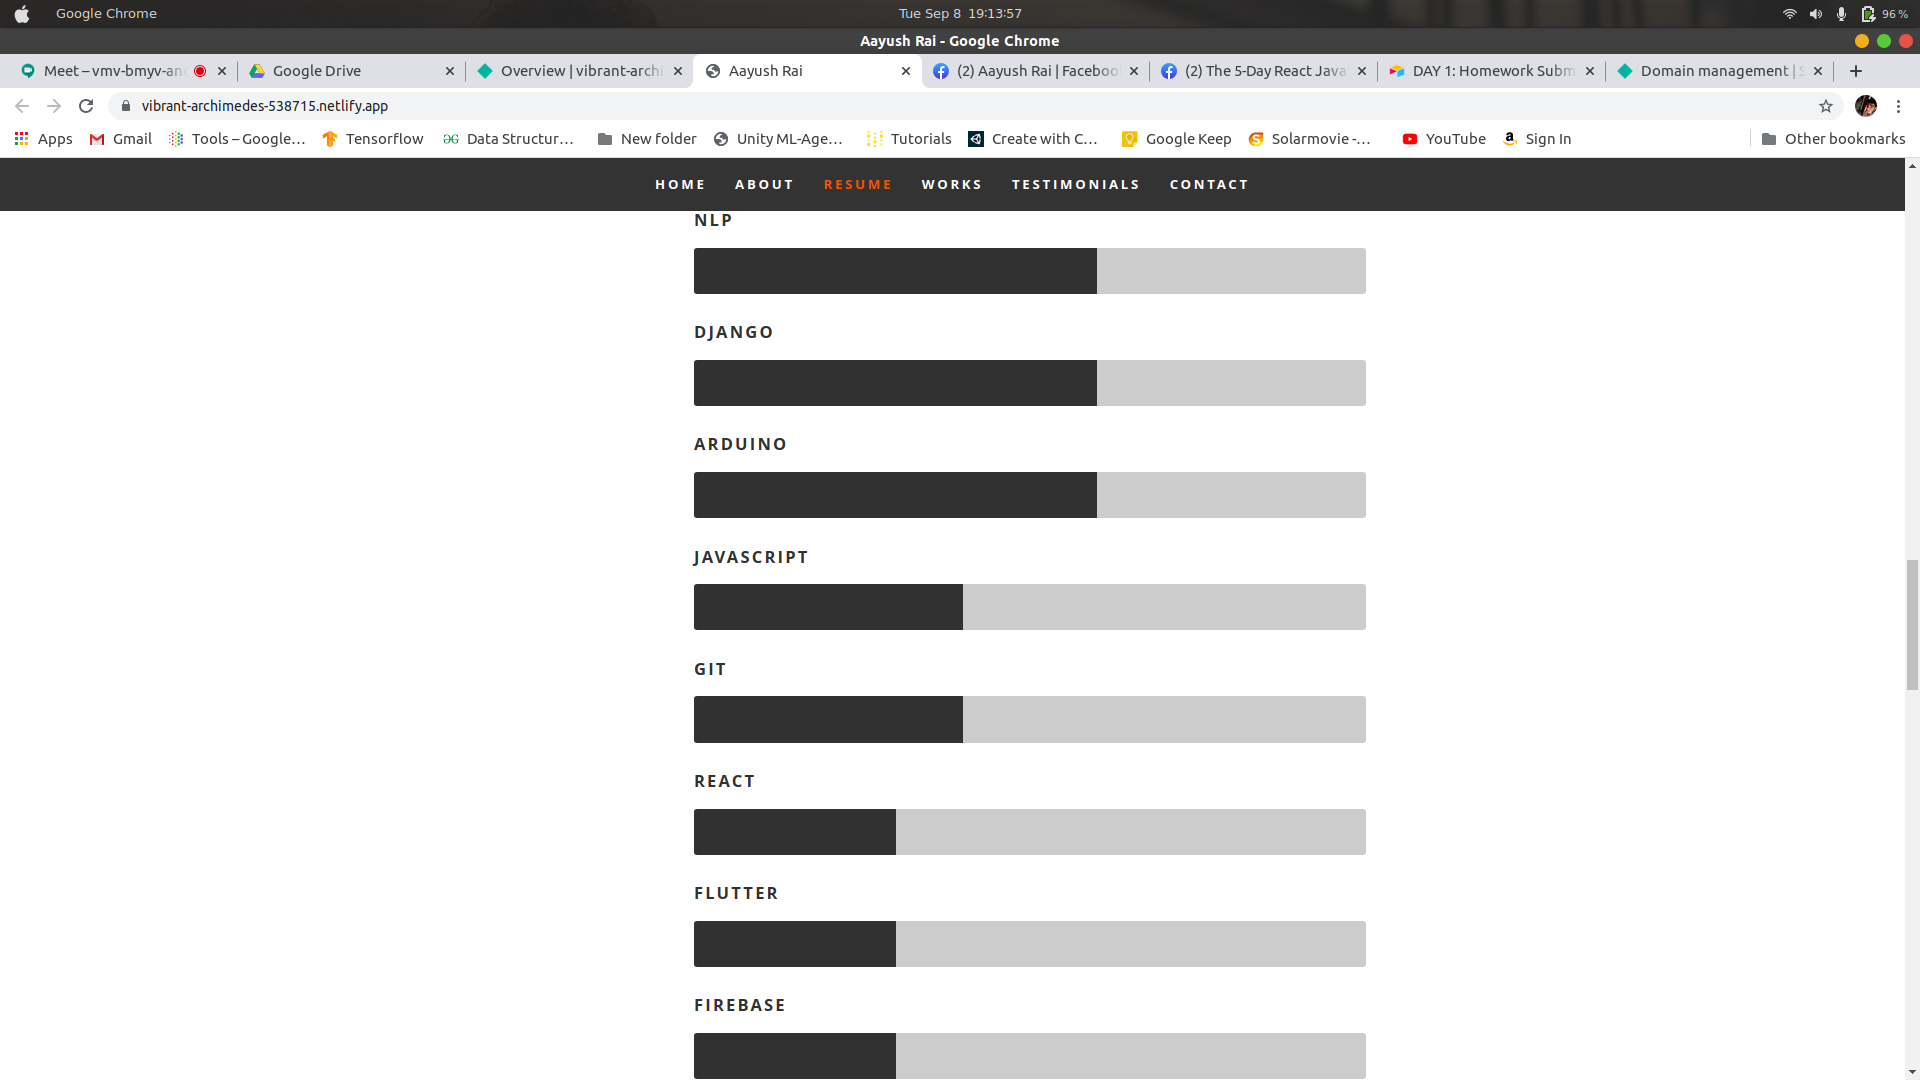 Google Chrome
Tue Sep 8 19:13:57
96 %
Aayush Rai - Google Chrome
Meet – vmv-bmyv-an
Google Drive
Overview | vibrant-archi
Aayush Rai
(2) Aayush Rai | Faceboo
(2) The 5-Day React Java
DAY 1: Homework Subm
Domain management | S
vibrant-archimedes-538715.netlify.app
Apps
Gmail
Tools – Google…
Tensorflow
Data Structur…
New folder
Unity ML-Age…
Tutorials
Create with C…
Google Keep
Solarmovie -…
YouTube
Sign In
Other bookmarks
HOME ABOUT RESUME WORKS TESTIMONIALS CONTACT
NLP
DJANGO
ARDUINO
JAVASCRIPT
GIT
REACT
FLUTTER
FIREBASE